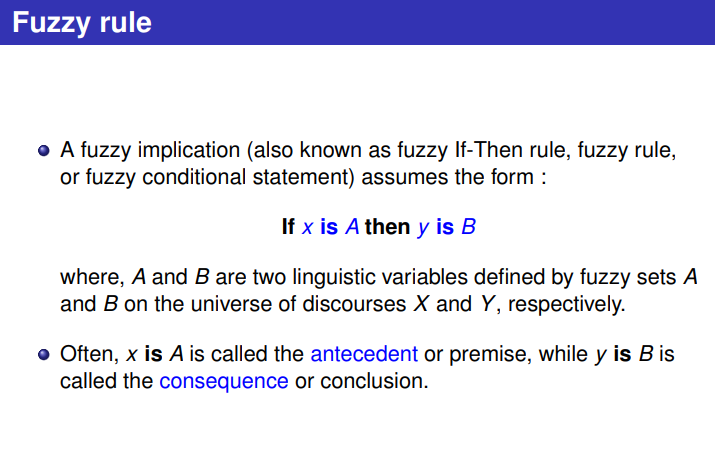 Fuzzy rule
A fuzzy implication (also known as fuzzy If-Then rule, fuzzy rule,
or fuzzy conditional statement) assumes the form :
If x is A then y is B
where, A and B are two linguistic variables defined by fuzzy sets A
and B on the universe of discourses X and Y, respectively.
Often, x is A is called the antecedent or premise, while y is B is
called the consequence or conclusion.